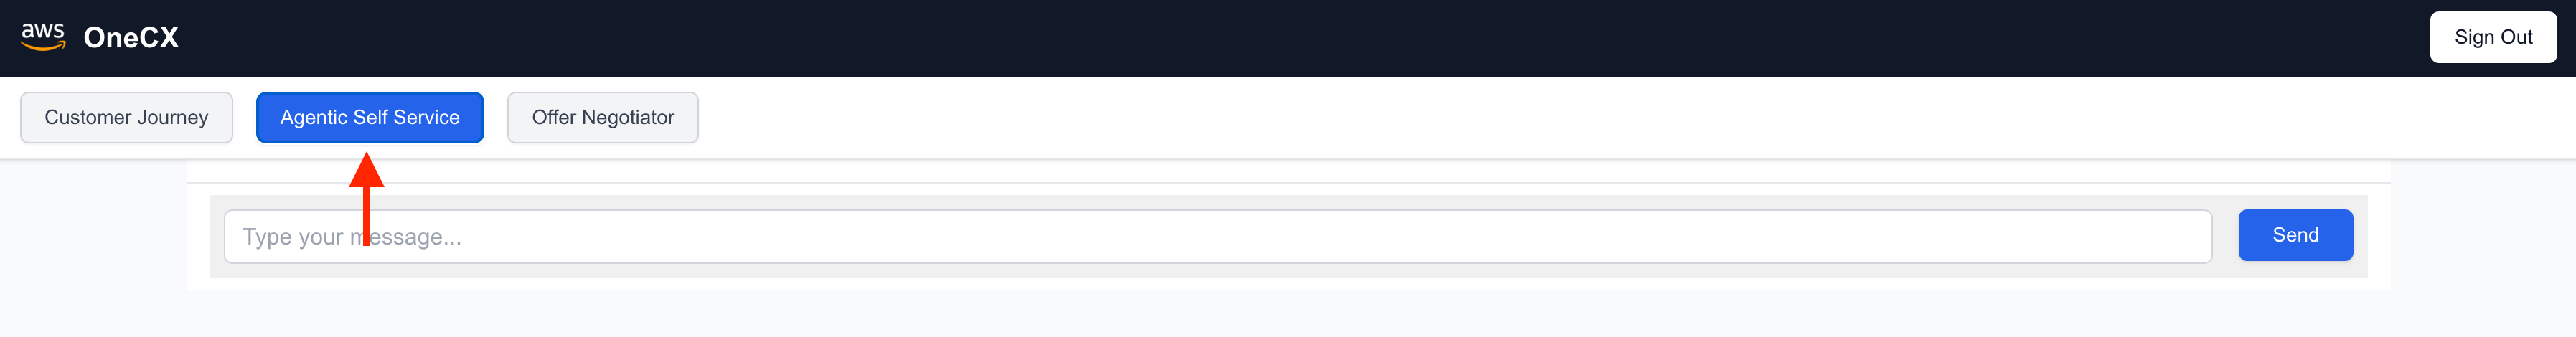 aws OneCX
Sign Out
Customer Journey
Agentic Self Service
Offer Negotiator
Type your message...
Send